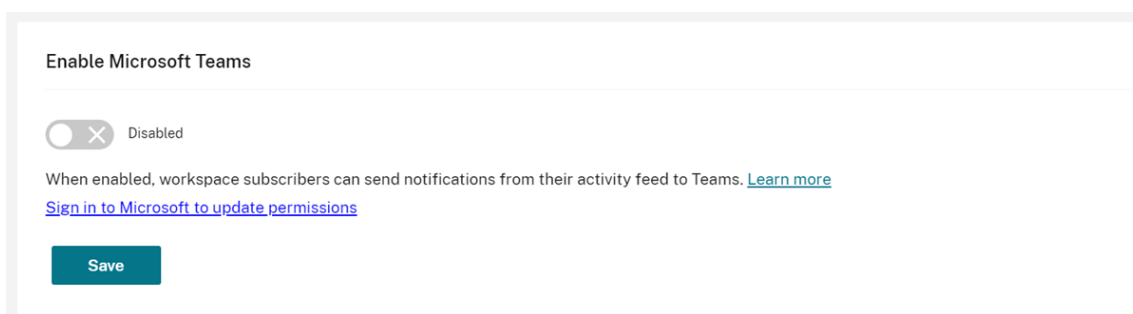 Enable Microsoft Teams
Disabled
When enabled, workspace subscribers can send notifications from their activity feed to Teams. Learn more
Sign in to Microsoft to update permissions
Save